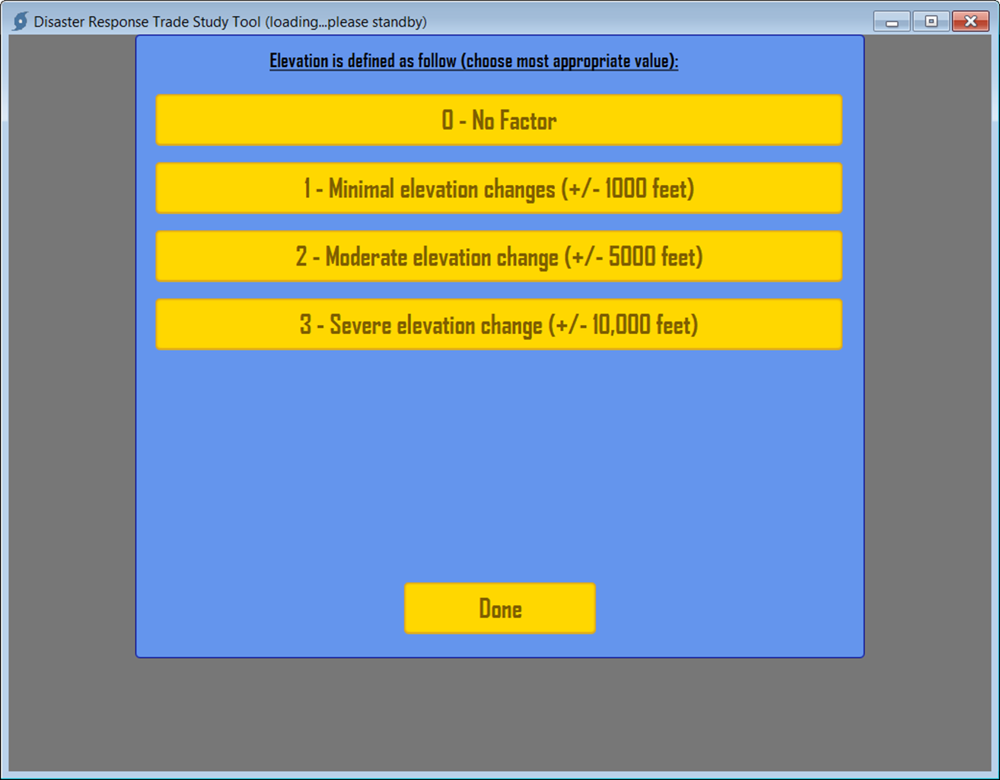 Disaster Response Trade Study Tool (loading...please standby)
Elevation is defined as follow (choose most appropriate value):
0 - No Factor
1 - Minimal elevation changes (+/- 1000 feet)
2 - Moderate elevation change (+/- 5000 feet)
3 - Severe elevation change (+/- 10,000 feet)
Done